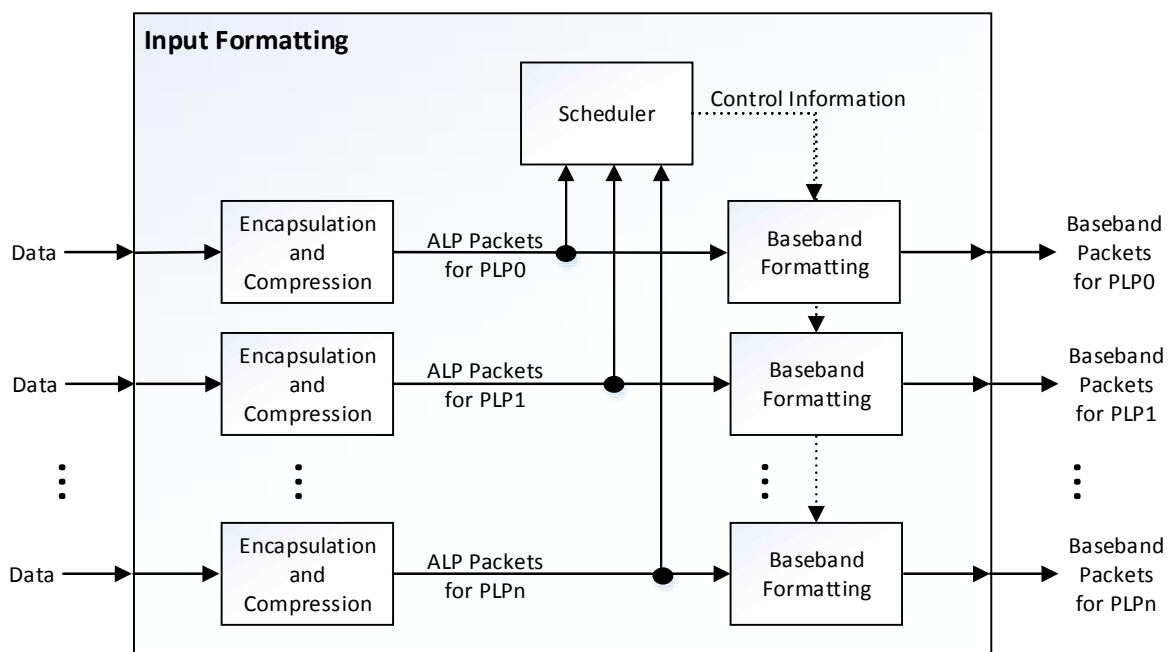 Input Formatting
Scheduler
Control Information
Data
Encapsulation
and
Compression
ALP Packets
for PLP0
Baseband
Formatting
Baseband
Packets
for PLP0
Data
Encapsulation
and
Compression
ALP Packets
for PLP1
Baseband
Formatting
Baseband
Packets
for PLP1
Data
Encapsulation
and
Compression
ALP Packets
for PLPn
Baseband
Formatting
Baseband
Packets
for PLPn